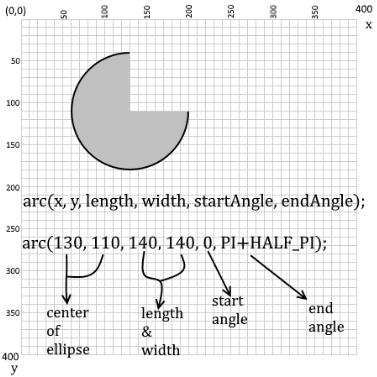 (0,0) 50 100 150 200 250 300 350 400
x
50
100
150
200
arc(x, y, length, width, startAngle, endAngle);
250
arc(130, 110, 140, 140, 0, PI+HALF_PI);
300
350
400
y
center
of
ellipse
length
&
width
start
angle
end
angle